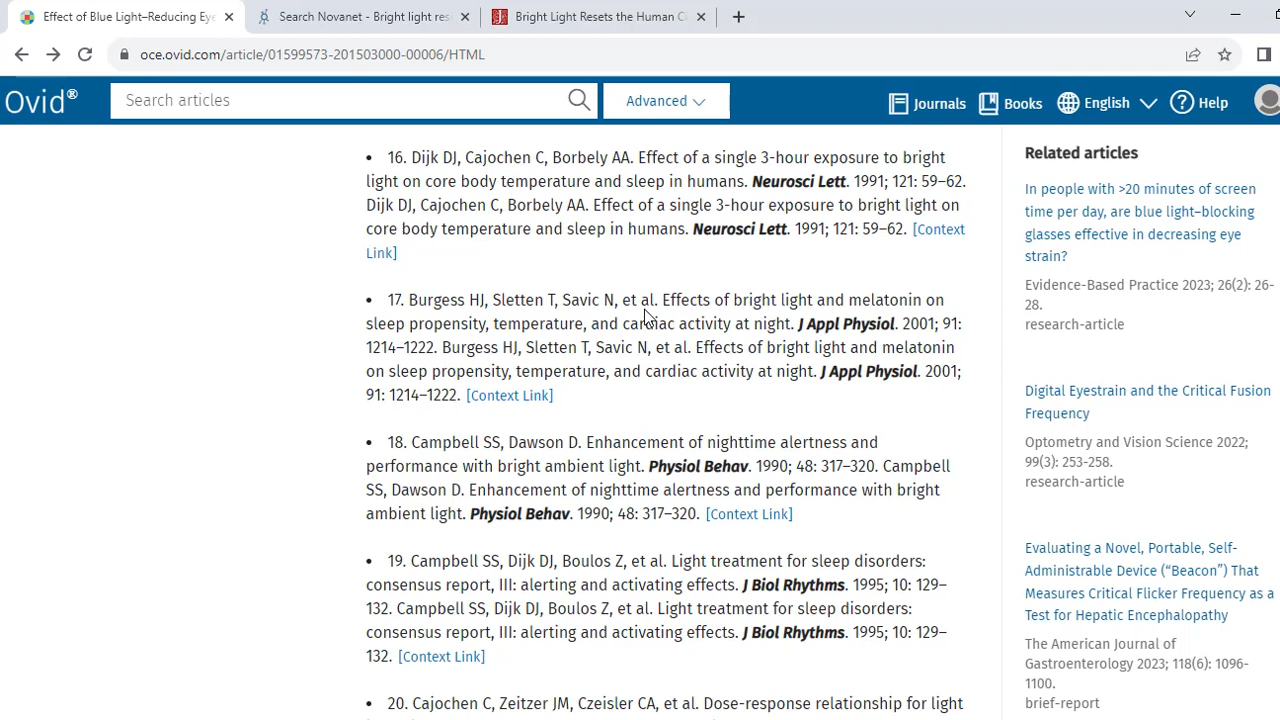 Effect of Blue Light–Reducing Eye
Search Novanet - Bright light res
Bright Light Resets the Human Ci
oce.ovid.com/article/01599573-201503000-00006/HTML
Ovid®
Search articles
Advanced
Journals
Books
English
Help
• 16. Dijk DJ, Cajochen C, Borbely AA. Effect of a single 3-hour exposure to bright
light on core body temperature and sleep in humans. Neurosci Lett. 1991; 121: 59–62.
Dijk DJ, Cajochen C, Borbely AA. Effect of a single 3-hour exposure to bright light on
core body temperature and sleep in humans. Neurosci Lett. 1991; 121: 59–62. [Context
Link]
• 17. Burgess HJ, Sletten T, Savic N, et al. Effects of bright light and melatonin on
sleep propensity, temperature, and cardiac activity at night. J Appl Physiol. 2001; 91:
1214–1222. Burgess HJ, Sletten T, Savic N, et al. Effects of bright light and melatonin
on sleep propensity, temperature, and cardiac activity at night. J Appl Physiol. 2001;
91: 1214–1222. [Context Link]
• 18. Campbell SS, Dawson D. Enhancement of nighttime alertness and
performance with bright ambient light. Physiol Behav. 1990; 48: 317–320. Campbell
SS, Dawson D. Enhancement of nighttime alertness and performance with bright
ambient light. Physiol Behav. 1990; 48: 317–320. [Context Link]
• 19. Campbell SS, Dijk DJ, Boulos Z, et al. Light treatment for sleep disorders:
consensus report, III: alerting and activating effects. J Biol Rhythms. 1995; 10: 129–
132. Campbell SS, Dijk DJ, Boulos Z, et al. Light treatment for sleep disorders:
consensus report, III: alerting and activating effects. J Biol Rhythms. 1995; 10: 129–
132. [Context Link]
• 20. Cajochen C, Zeitzer JM, Czeisler CA, et al. Dose-response relationship for light
Related articles
In people with >20 minutes of screen
time per day, are blue light–blocking
glasses effective in decreasing eye
strain?
Evidence-Based Practice 2023; 26(2): 26-
28.
research-article
Digital Eyestrain and the Critical Fusion
Frequency
Optometry and Vision Science 2022;
99(3): 253-258.
research-article
Evaluating a Novel, Portable, Self-
Administrable Device (“Beacon”) That
Measures Critical Flicker Frequency as a
Test for Hepatic Encephalopathy
The American Journal of
Gastroenterology 2023; 118(6): 1096-
1100.
brief-report